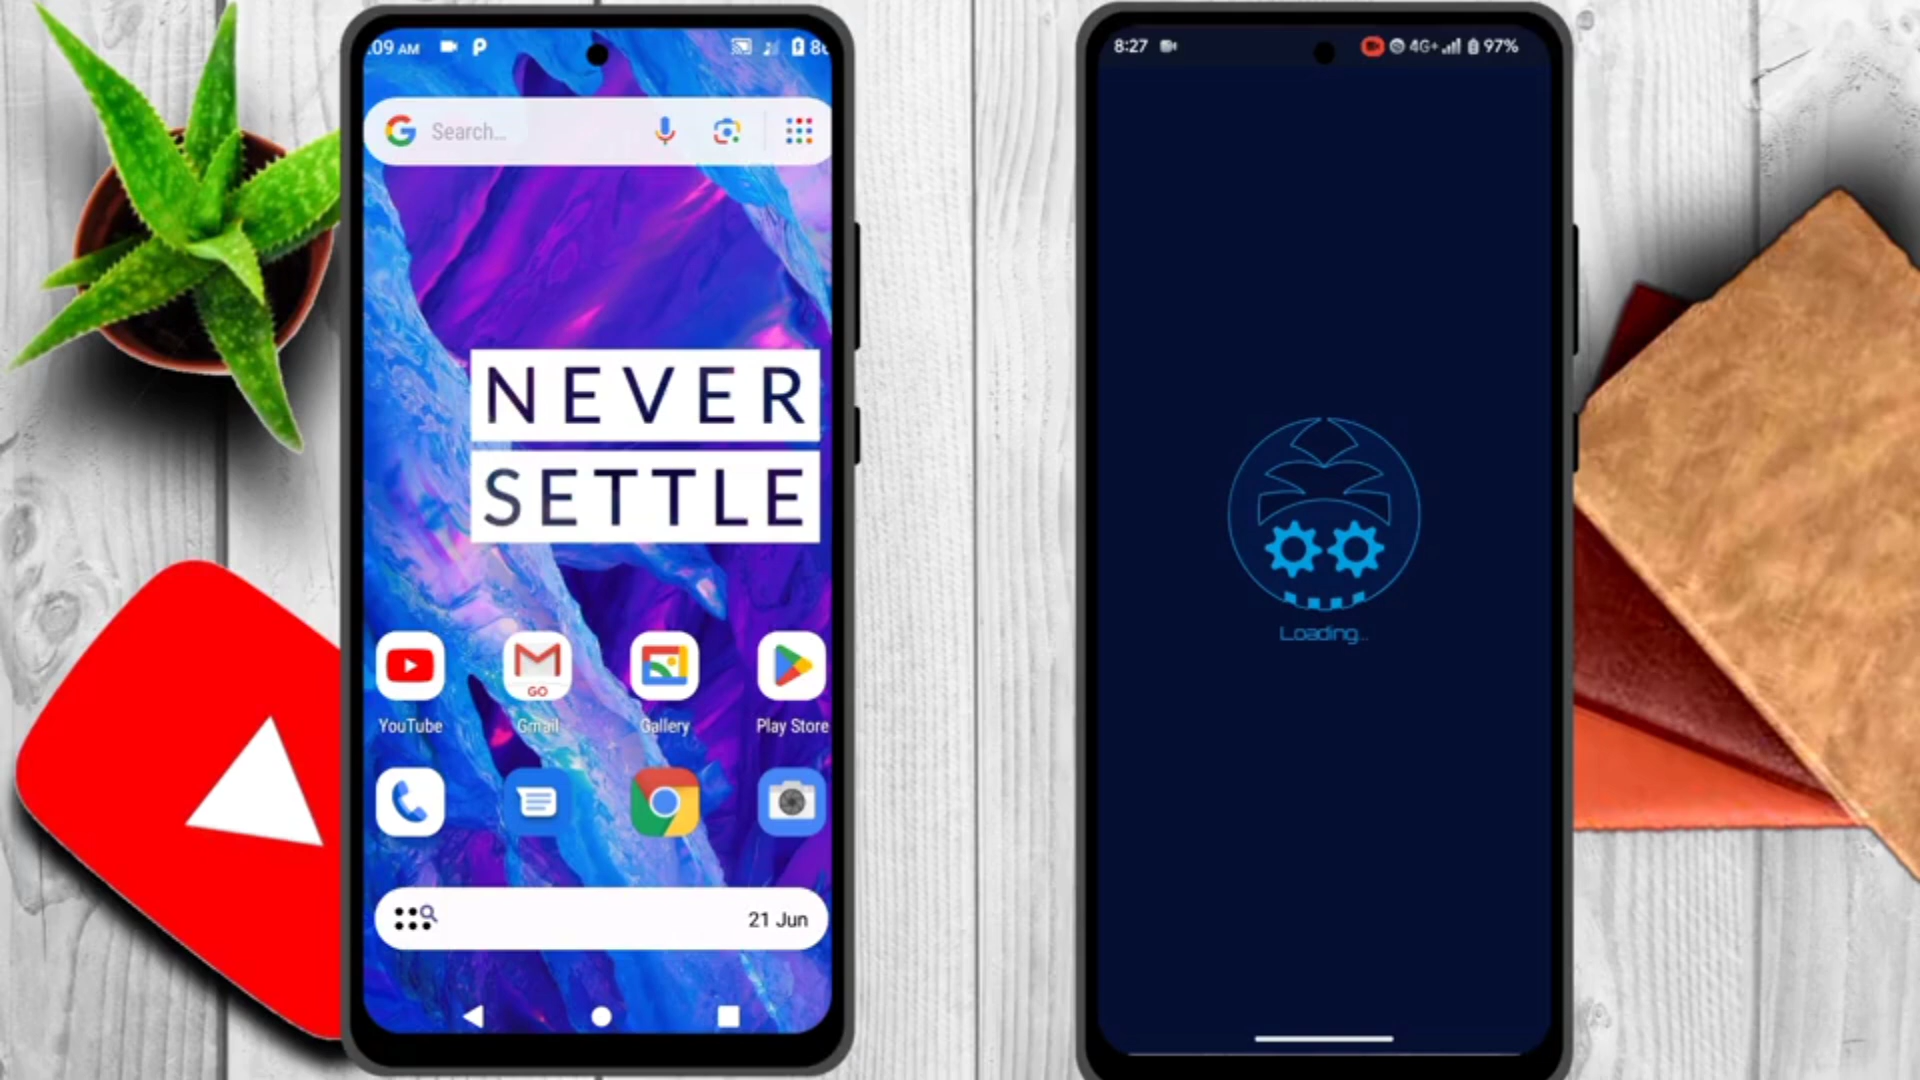 :09 AM
Search...
NEVER
SETTLE
GO
YouTube
Gmail
Gallery
Play Store
21 Jun
8:27
4G+
97%
Loading...